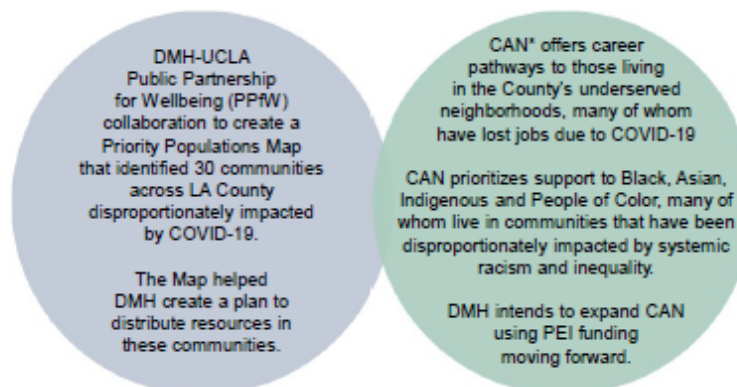 DMH-UCLA
Public Partnership
for Wellbeing (PPfW)
collaboration to create a
Priority Populations Map
that identified 30 communities
across LA County
disproportionately impacted
by COVID-19.
The Map helped
DMH create a plan to
distribute resources in
these communities.
CAN* offers career
pathways to those living
in the County's underserved
neighborhoods, many of whom
have lost jobs due to COVID-19
CAN prioritizes support to Black, Asian,
Indigenous and People of Color, many of
whom live in communities that have been
disproportionately impacted by systemic
racism and inequality.
DMH intends to expand CAN
using PEI funding
moving forward.